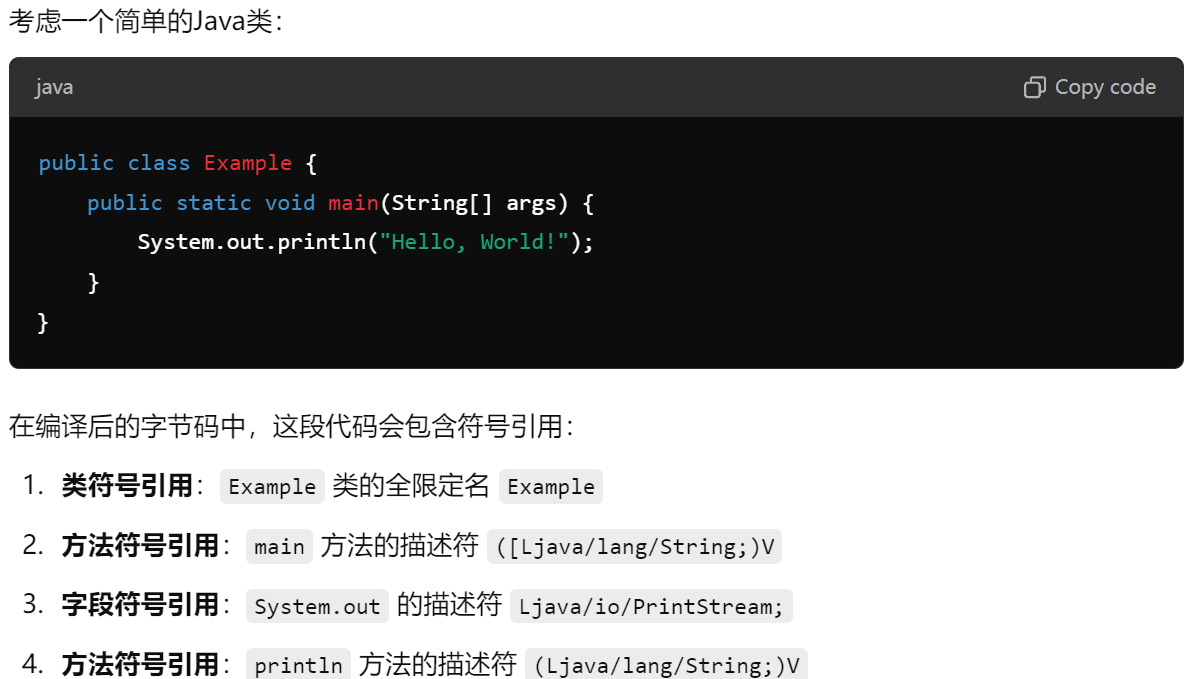 考虑一个简单的Java类：
java
Copy code
public class Example {
    public static void main(String[] args) {
        System.out.println("Hello, World!");
    }
}
在编译后的字节码中，这段代码会包含符号引用：
1. 类符号引用： Example 类的全限定名 Example
2. 方法符号引用： main 方法的描述符 ([Ljava/lang/String;)V
3. 字段符号引用： System.out 的描述符 Ljava/io/PrintStream;
4. 方法符号引用： println 方法的描述符 (Ljava/lang/String;)V